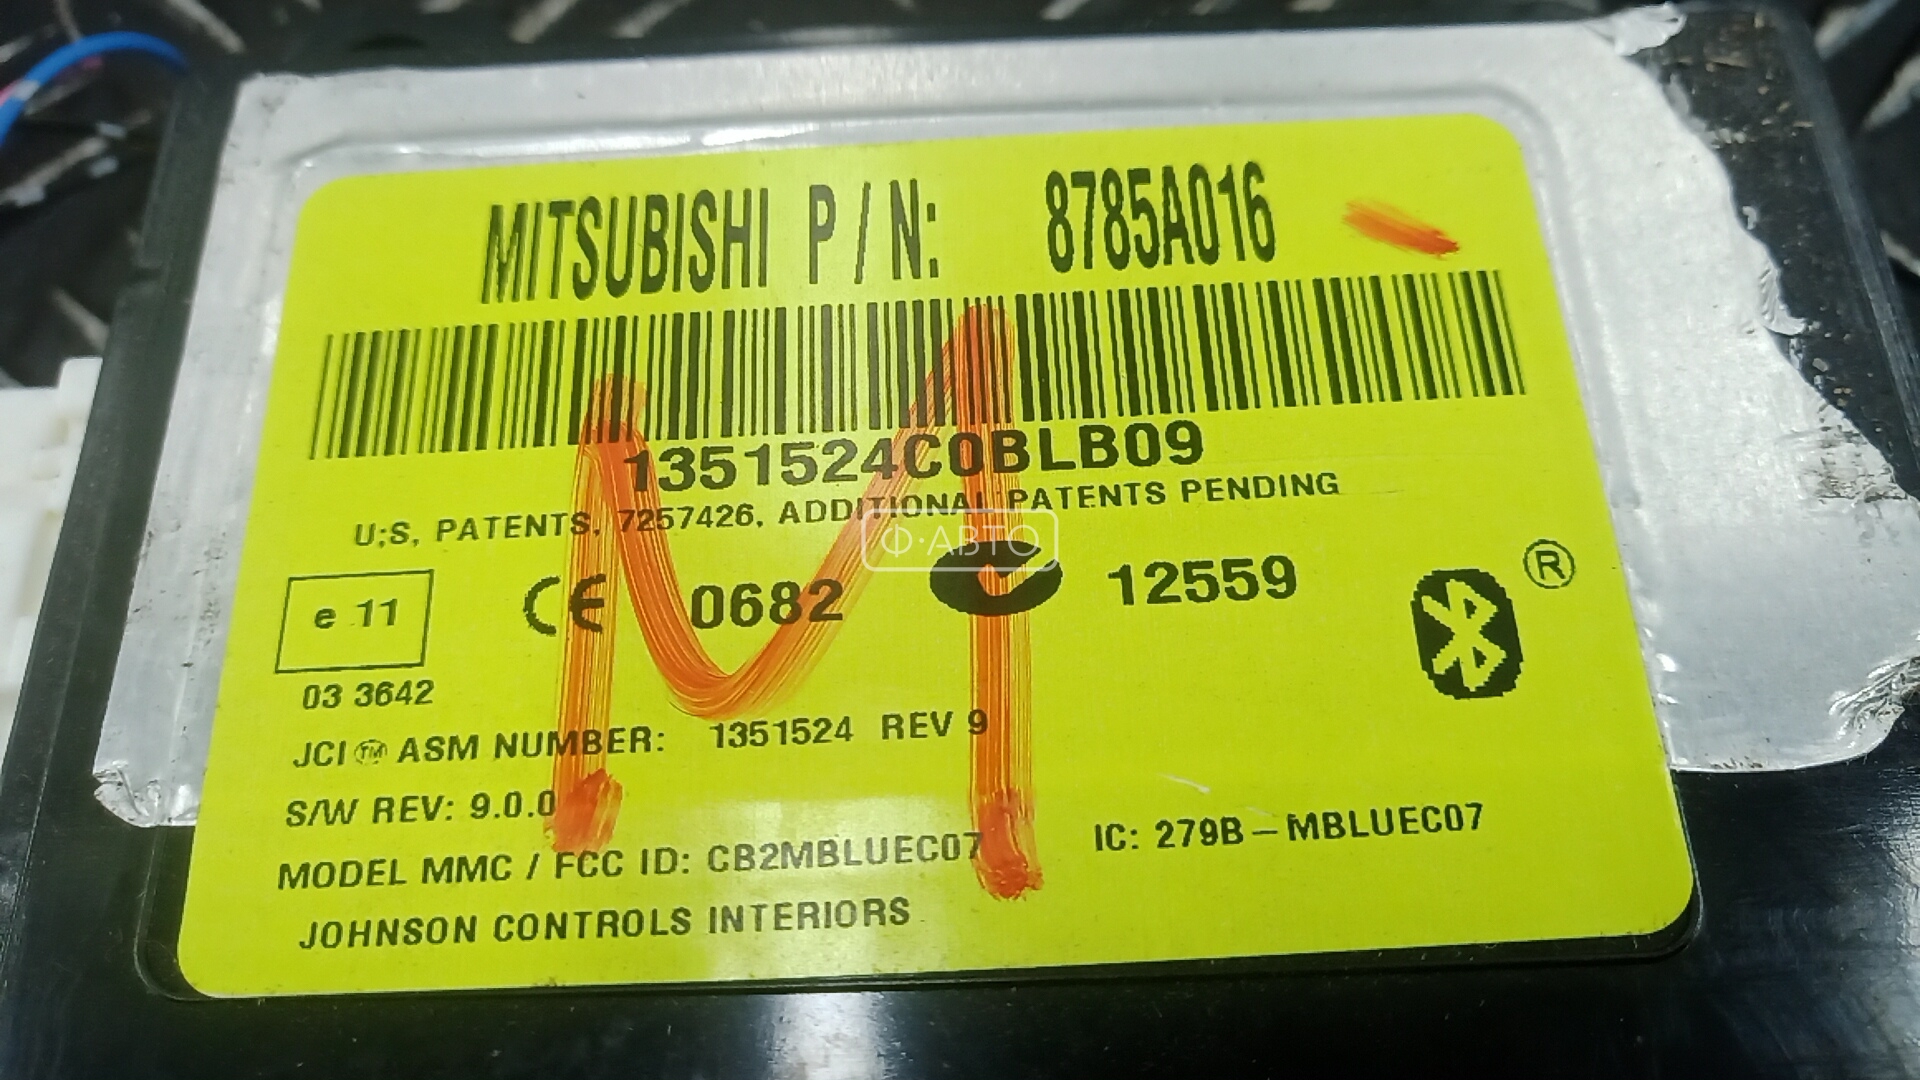 MITSUBISHI P/N: 8785A016
1351524C0BLB09
U;S, PATENTS, 7257426, ADDITIONAL PATENTS PENDING
Ф·АВТО
e 11
CE 0682 12559 ®
03 3642
JCI ™ ASM NUMBER: 1351524 REV 9
S/W REV: 9.0.0
MODEL MMC / FCC ID: CB2MBLUEC07 IC: 279B-MBLUEC07
JOHNSON CONTROLS INTERIORS
M